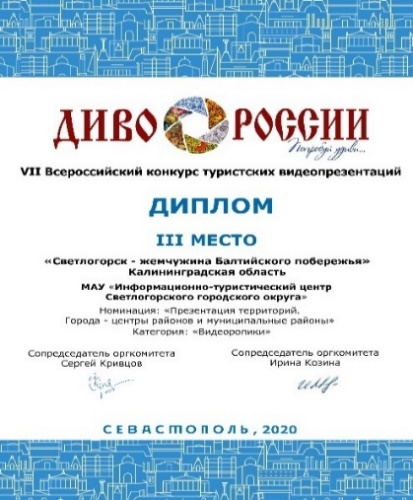 ДИВО РОССИИ
Попробуй удиви...
VII Всероссийский конкурс туристских видеопрезентаций
ДИПЛОМ
III МЕСТО
«Светлогорск - жемчужина Балтийского побережья»
Калининградская область
МАУ «Информационно-туристический центр
Светлогорского городского округа»
Номинация: «Презентация территорий.
Города - центры районов и муниципальные районы»
Категория: «Видеоролики»
Сопредседатель оргкомитета
Сергей Кривцов
Сопредседатель оргкомитета
Ирина Козина
СЕВАСТОПОЛЬ, 2020